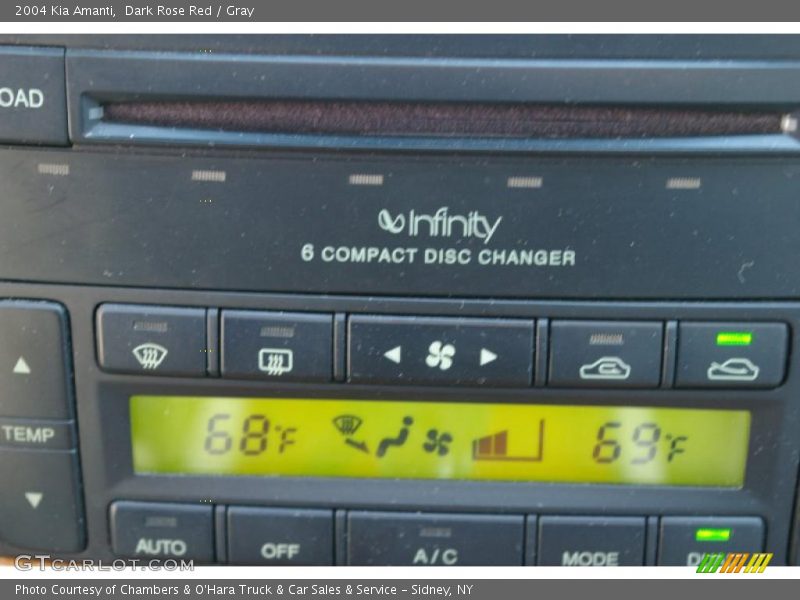 2004 Kia Amanti, Dark Rose Red / Gray
OAD
Infinity
6 COMPACT DISC CHANGER
TEMP
68°F 69°F
AUTO OFF A/C MODE
GTcarlot.com
Photo Courtesy of Chambers & O'Hara Truck & Car Sales & Service - Sidney, NY